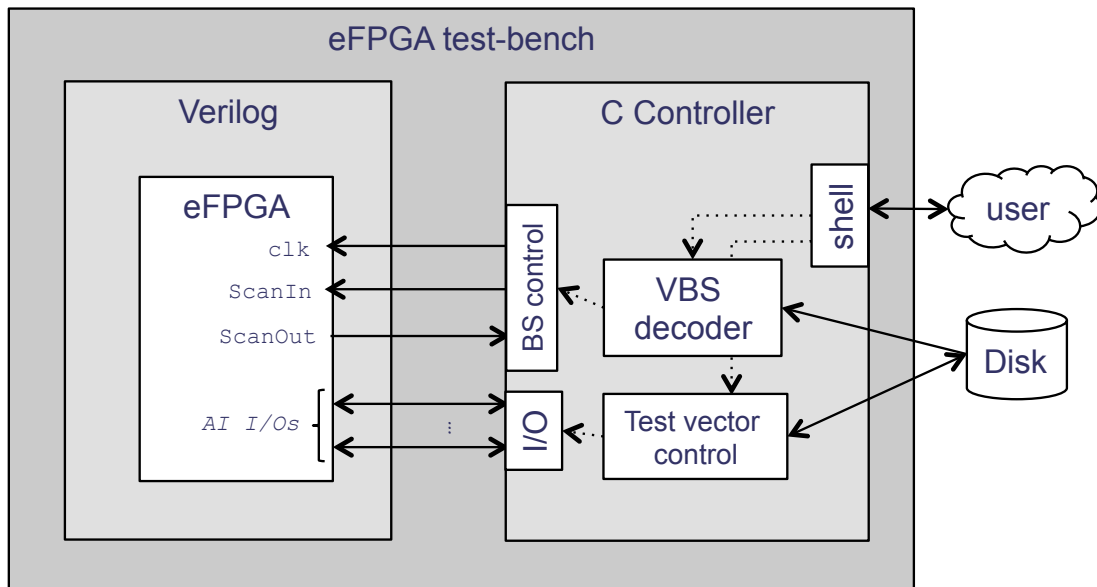 eFPGA test-bench
Verilog
eFPGA
clk
ScanIn
ScanOut
AI I/Os
...
C Controller
BS control
I/O
shell
VBS
decoder
Test vector
control
user
Disk